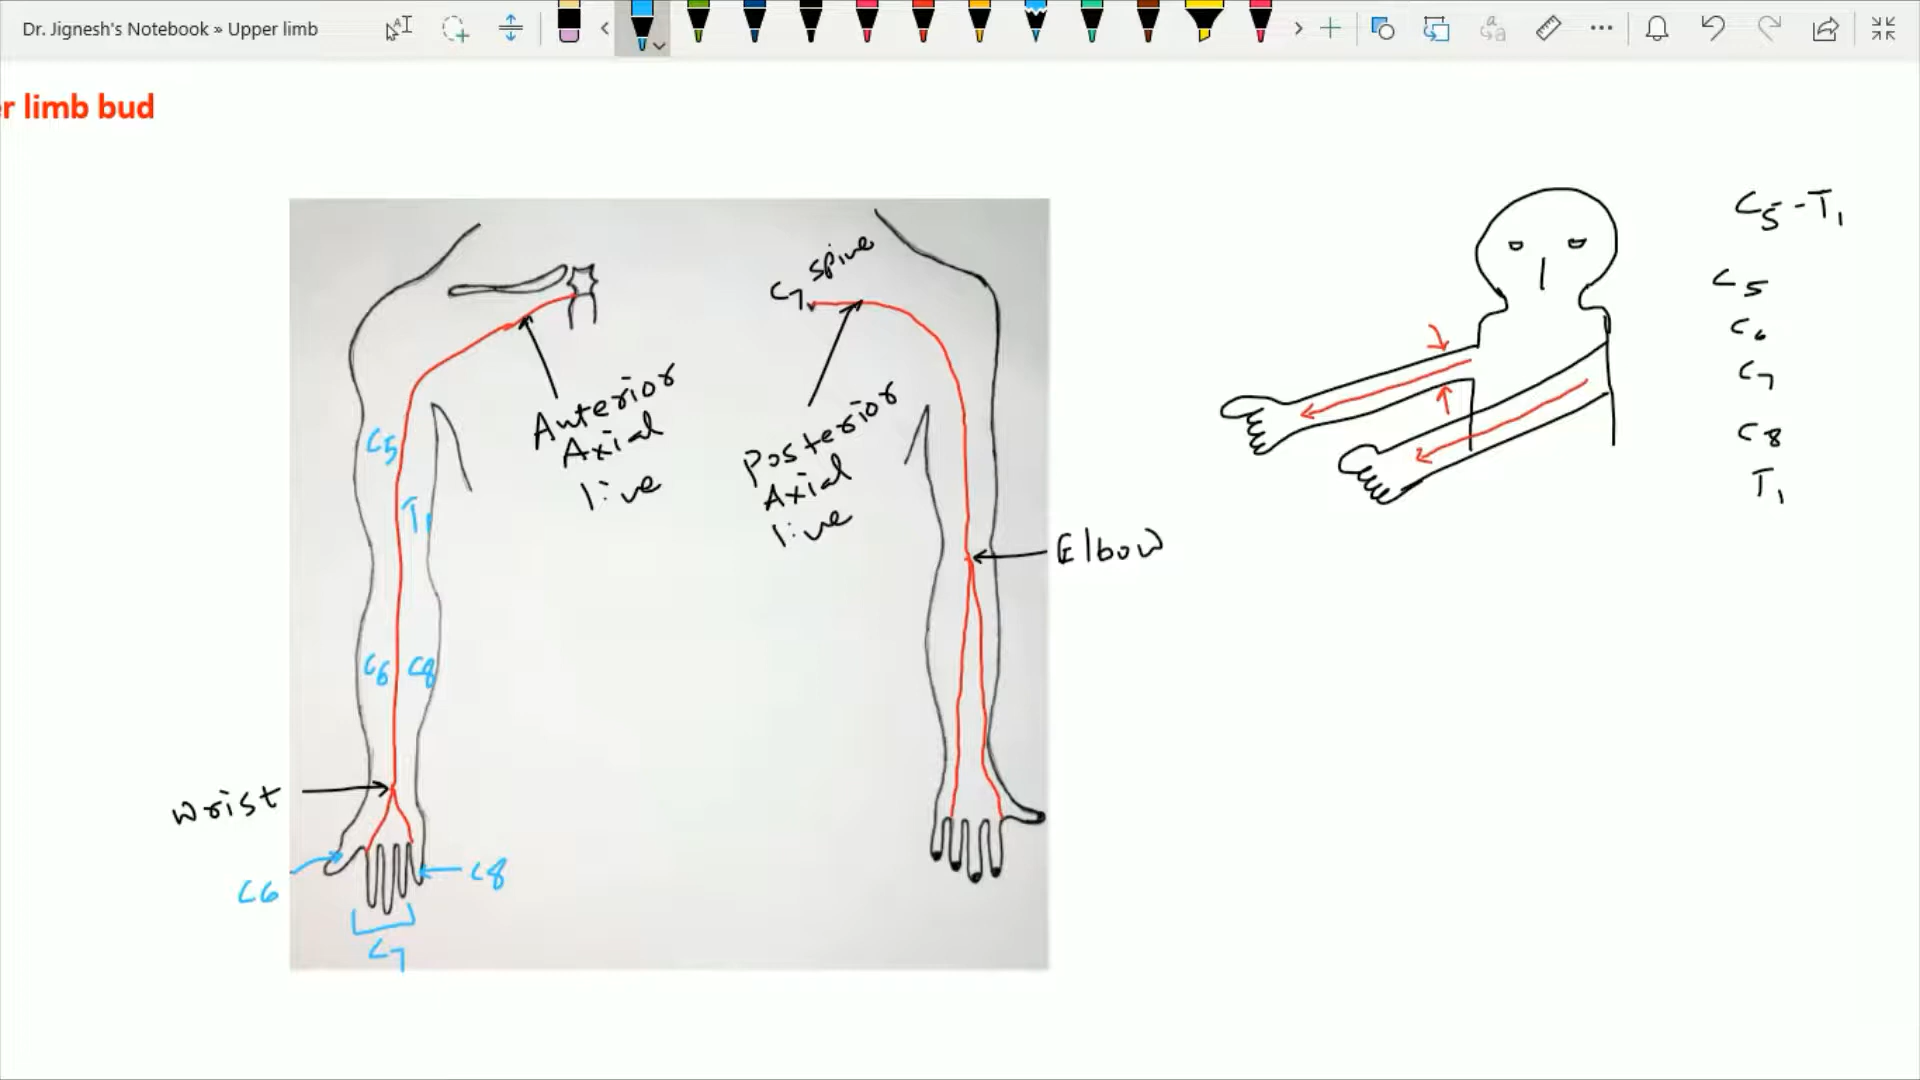 Dr. Jignesh's Notebook » Upper limb
er limb bud
C5 - T1
C5
C6
C7
C8
T1
C7 spine
Anterior
Axial
line
Posterior
Axial
line
C5
T1
Elbow
C6 C8
Wrist
C6
C8
C7